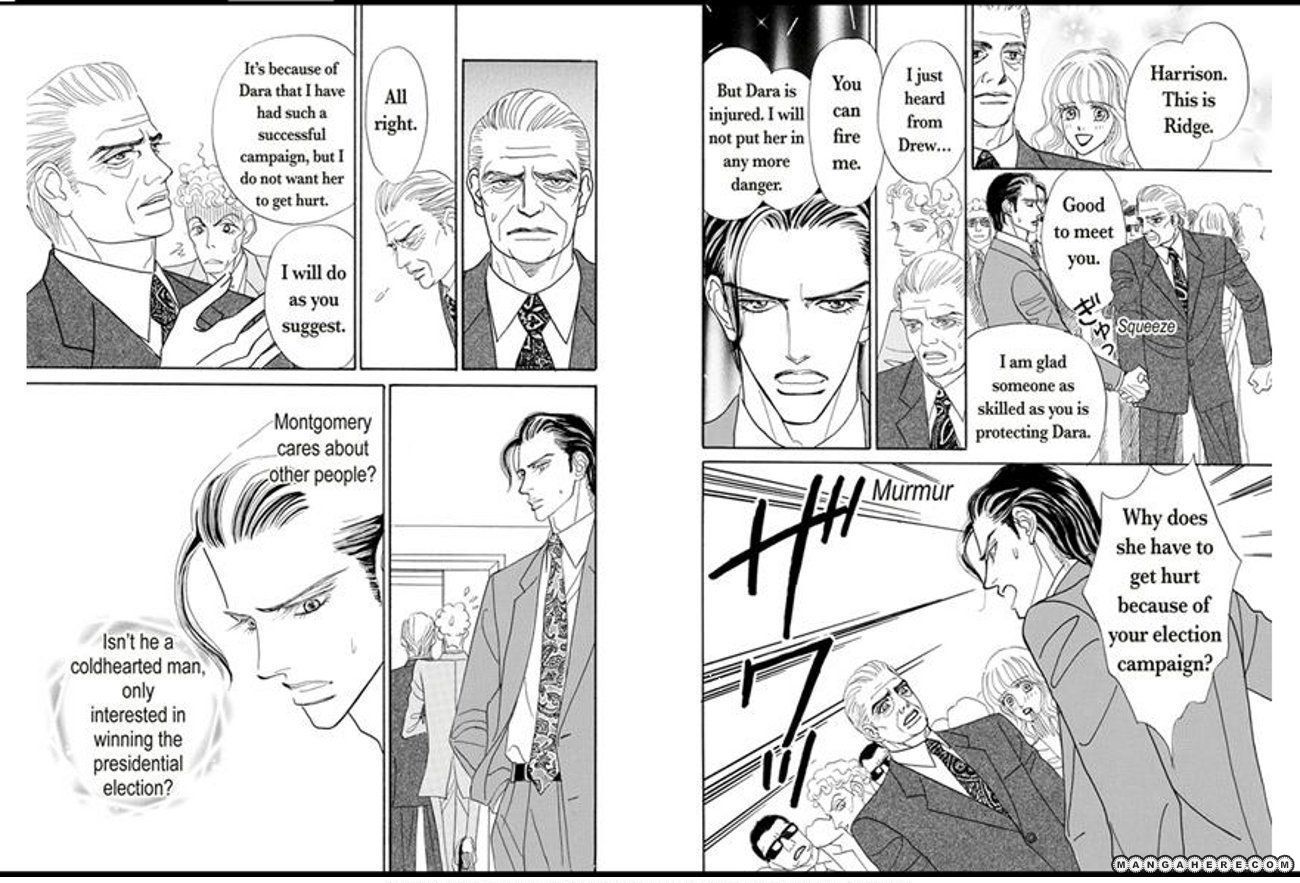 Harrison.
This is
Ridge.
Good
to meet
you.
ぎゅっ
Squeeze
I am glad
someone as
skilled as you is
protecting Dara.
I just
heard
from
Drew...
You
can
fire
me.
But Dara is
injured. I will
not put her in
any more
danger.
Why does
she have to
get hurt
because of
your election
campaign?
Murmur
ザワ
MANGAHERE.COM
All
right.
It's because of
Dara that I have
had such a
successful
campaign, but I
do not want her
to get hurt.
I will do
as you
suggest.
Montgomery
cares about
other people?
Isn't he a
coldhearted man,
only
interested in
winning the
presidential
election?